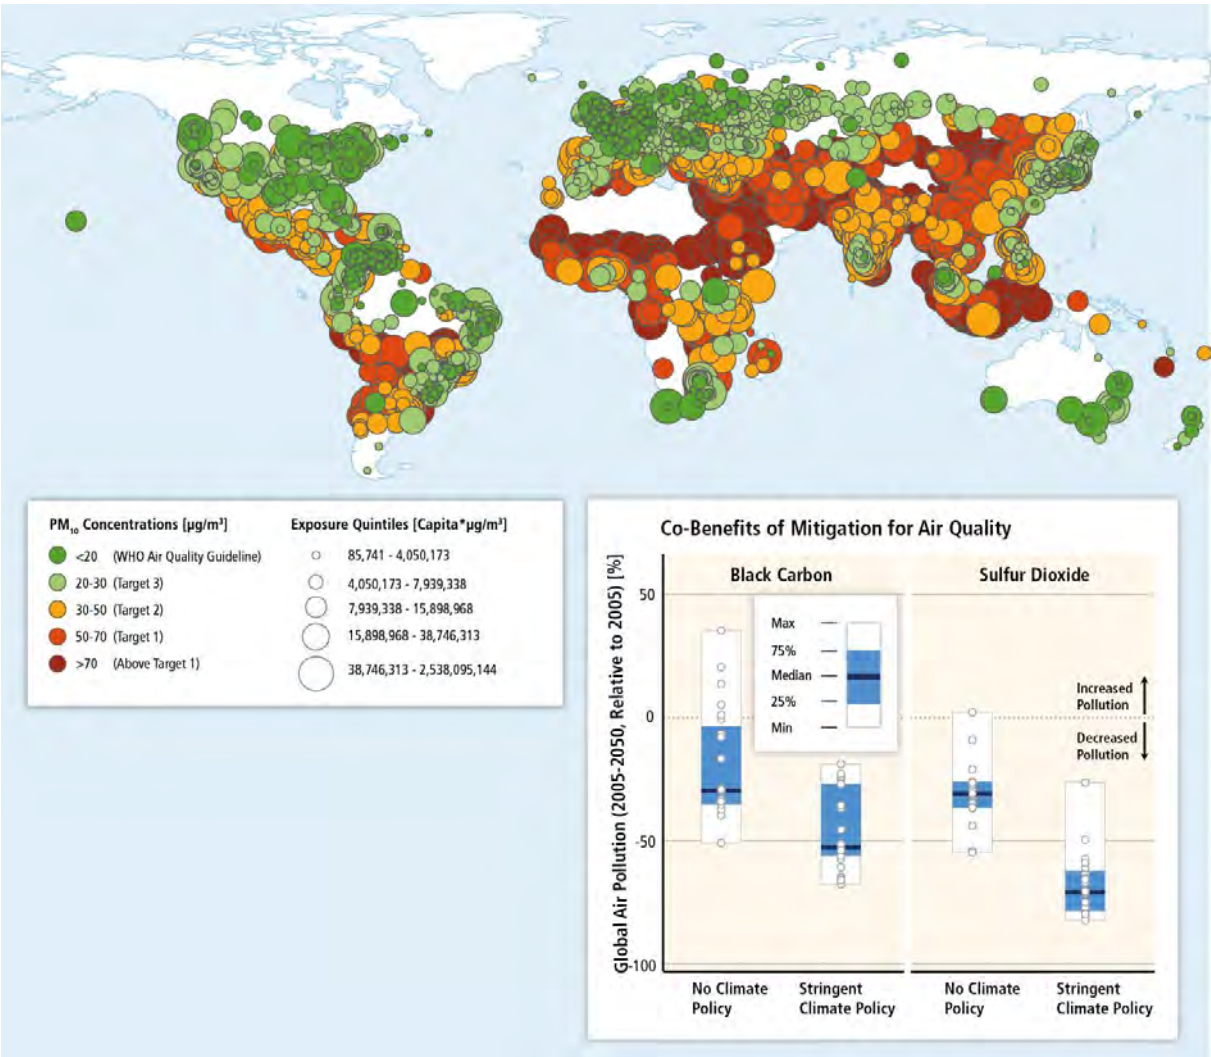 PM10 Concentrations [µg/m³]
<20 (WHO Air Quality Guideline)
20-30 (Target 3)
30-50 (Target 2)
50-70 (Target 1)
>70 (Above Target 1)
Exposure Quintiles [Capita*µg/m³]
85,741 - 4,050,173
4,050,173 - 7,939,338
7,939,338 - 15,898,968
15,898,968 - 38,746,313
38,746,313 - 2,538,095,144
Co-Benefits of Mitigation for Air Quality
Global Air Pollution (2005-2050, Relative to 2005) [%]
Black Carbon
Sulfur Dioxide
50
0
-50
-100
Max
75%
Median
25%
Min
Increased
Pollution
Decreased
Pollution
No Climate
Policy
Stringent
Climate Policy
No Climate
Policy
Stringent
Climate Policy